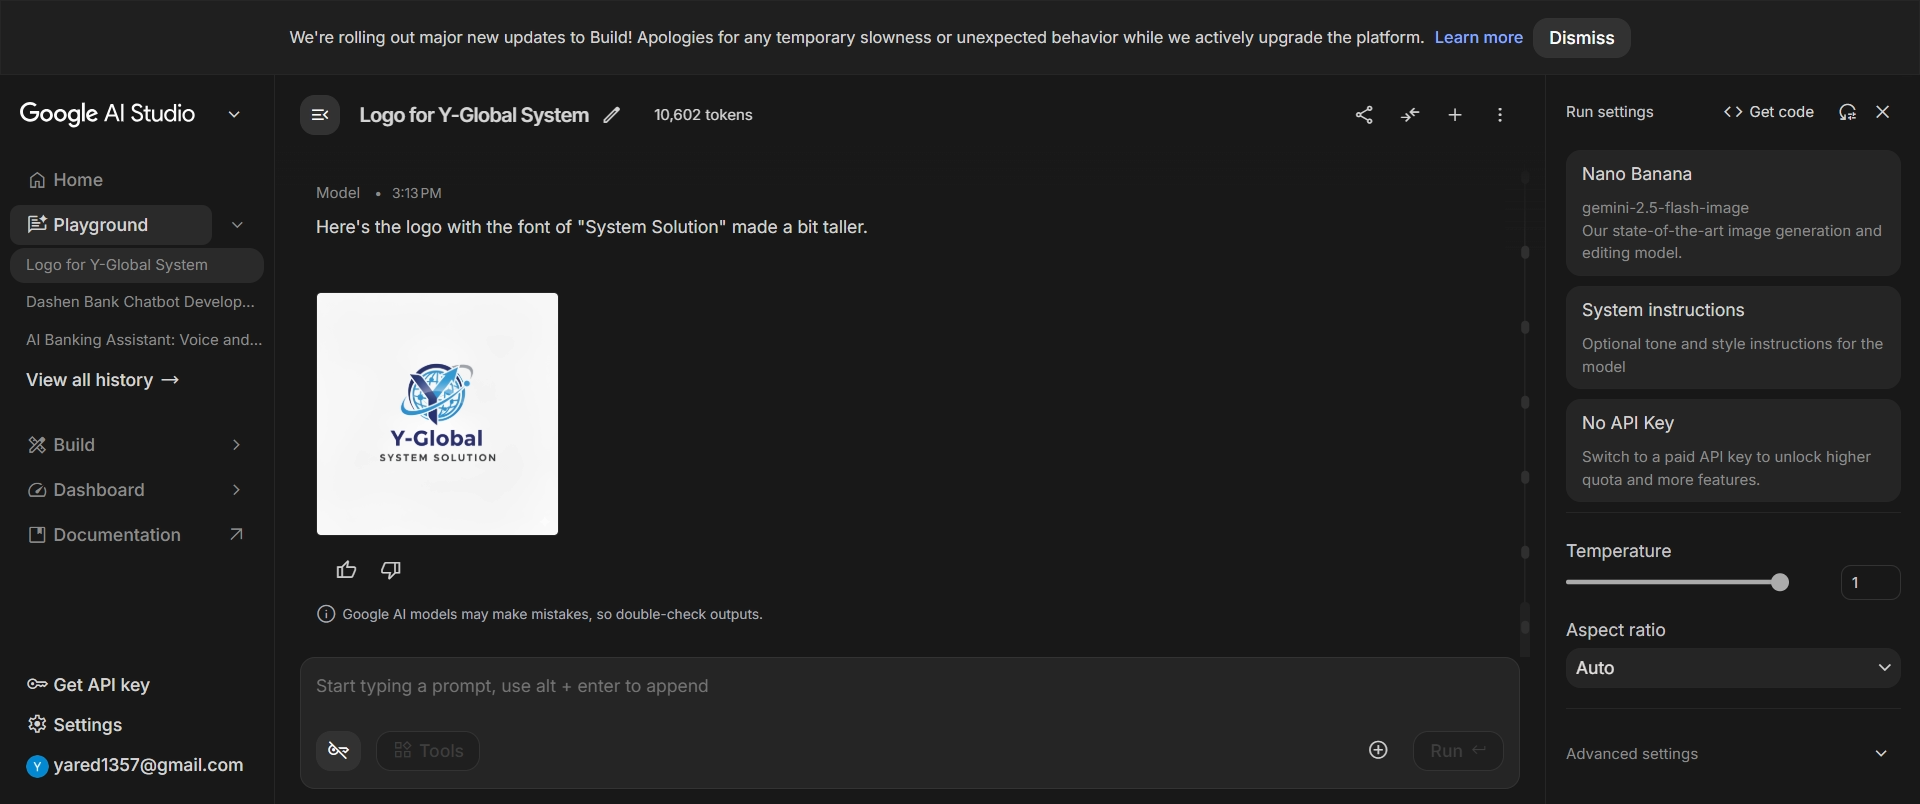 We're rolling out major new updates to Build! Apologies for any temporary slowness or unexpected behavior while we actively upgrade the platform. Learn more Dismiss
Google AI Studio
Home
Playground
Logo for Y-Global System
Dashen Bank Chatbot Develop...
AI Banking Assistant: Voice and...
View all history →
Build
Dashboard
Documentation
Get API key
Settings
Y yared1357@gmail.com
Logo for Y-Global System 10,602 tokens
Model • 3:13 PM
Here's the logo with the font of "System Solution" made a bit taller.
Y
Y-Global
SYSTEM SOLUTION
Google AI models may make mistakes, so double-check outputs.
Start typing a prompt, use alt + enter to append
Tools
Run
Run settings <> Get code
Nano Banana
gemini-2.5-flash-image
Our state-of-the-art image generation and
editing model.
System instructions
Optional tone and style instructions for the
model
No API Key
Switch to a paid API key to unlock higher
quota and more features.
Temperature
1
Aspect ratio
Auto
Advanced settings